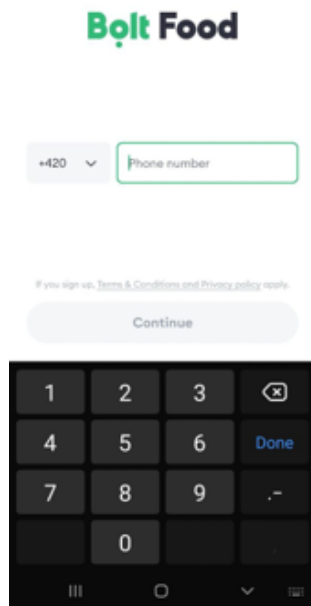 Bolt Food
+420 Phone number
If you sign up, Terms & Conditions and Privacy policy apply.
Continue
1 2 3
4 5 6 Done
7 8 9 .-
0 ,